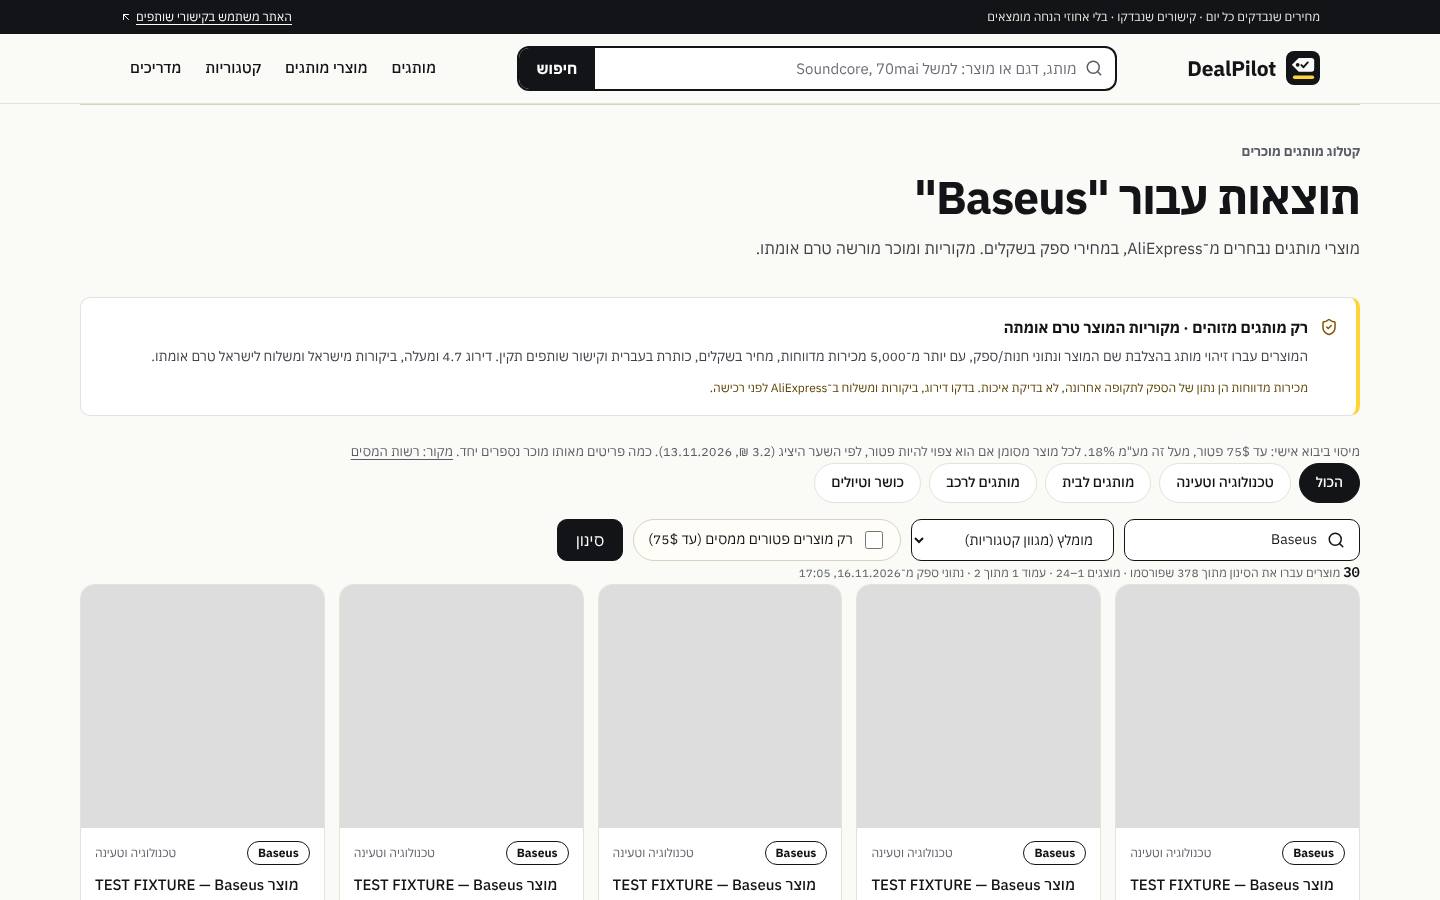 מחירים שנבדקים כל יום · קישורים שנבדקו · בלי אחוזי הנחה מומצאים
האתר משתמש בקישורי שותפים
DealPilot
מותג, דגם או מוצר: למשל Soundcore, 70mai
חיפוש
מותגים
מוצרי מותגים
קטגוריות
מדריכים
קטלוג מותגים מוכרים
תוצאות עבור "Baseus"
מוצרי מותגים נבחרים מ־AliExpress, במחירי ספק בשקלים. מקוריות ומוכר מורשה טרם אומתו.
רק מותגים מזוהים · מקוריות המוצר טרם אומתה
המוצרים עברו זיהוי מותג בהצלבת שם המוצר ונתוני חנות/ספק, עם יותר מ־5,000 מכירות מדווחות, מחיר בשקלים, כותרת בעברית וקישור שותפים תקין. דירוג 4.7 ומעלה, ביקורות מישראל ומשלוח לישראל טרם אומתו.
מכירות מדווחות הן נתון של הספק לתקופה אחרונה, לא בדיקת איכות. בדקו דירוג, ביקורות ומשלוח ב־AliExpress לפני רכישה.
מיסוי ביבוא אישי: עד 75$ פטור, מעל זה מע"מ 18%. לכל מוצר מסומן אם הוא צפוי להיות פטור, לפי השער היציג (3.2 ₪, 13.11.2026). כמה פריטים מאותו מוכר נספרים יחד. מקור: רשות המסים
הכול
טכנולוגיה וטעינה
מותגים לבית
מותגים לרכב
כושר וטיולים
Baseus
מומלץ (מגוון קטגוריות)
רק מוצרים פטורים ממסים (עד 75$)
סינון
30 מוצרים עברו את הסינון מתוך 378 שפורסמו · מוצגים 1–24 · עמוד 1 מתוך 2 · נתוני ספק מ־16.11.2026, 17:05
Baseus
טכנולוגיה וטעינה
Baseus
טכנולוגיה וטעינה
Baseus
טכנולוגיה וטעינה
Baseus
טכנולוגיה וטעינה
Baseus
טכנולוגיה וטעינה
מוצר TEST FIXTURE — Baseus
מוצר TEST FIXTURE — Baseus
מוצר TEST FIXTURE — Baseus
מוצר TEST FIXTURE — Baseus
מוצר TEST FIXTURE — Baseus